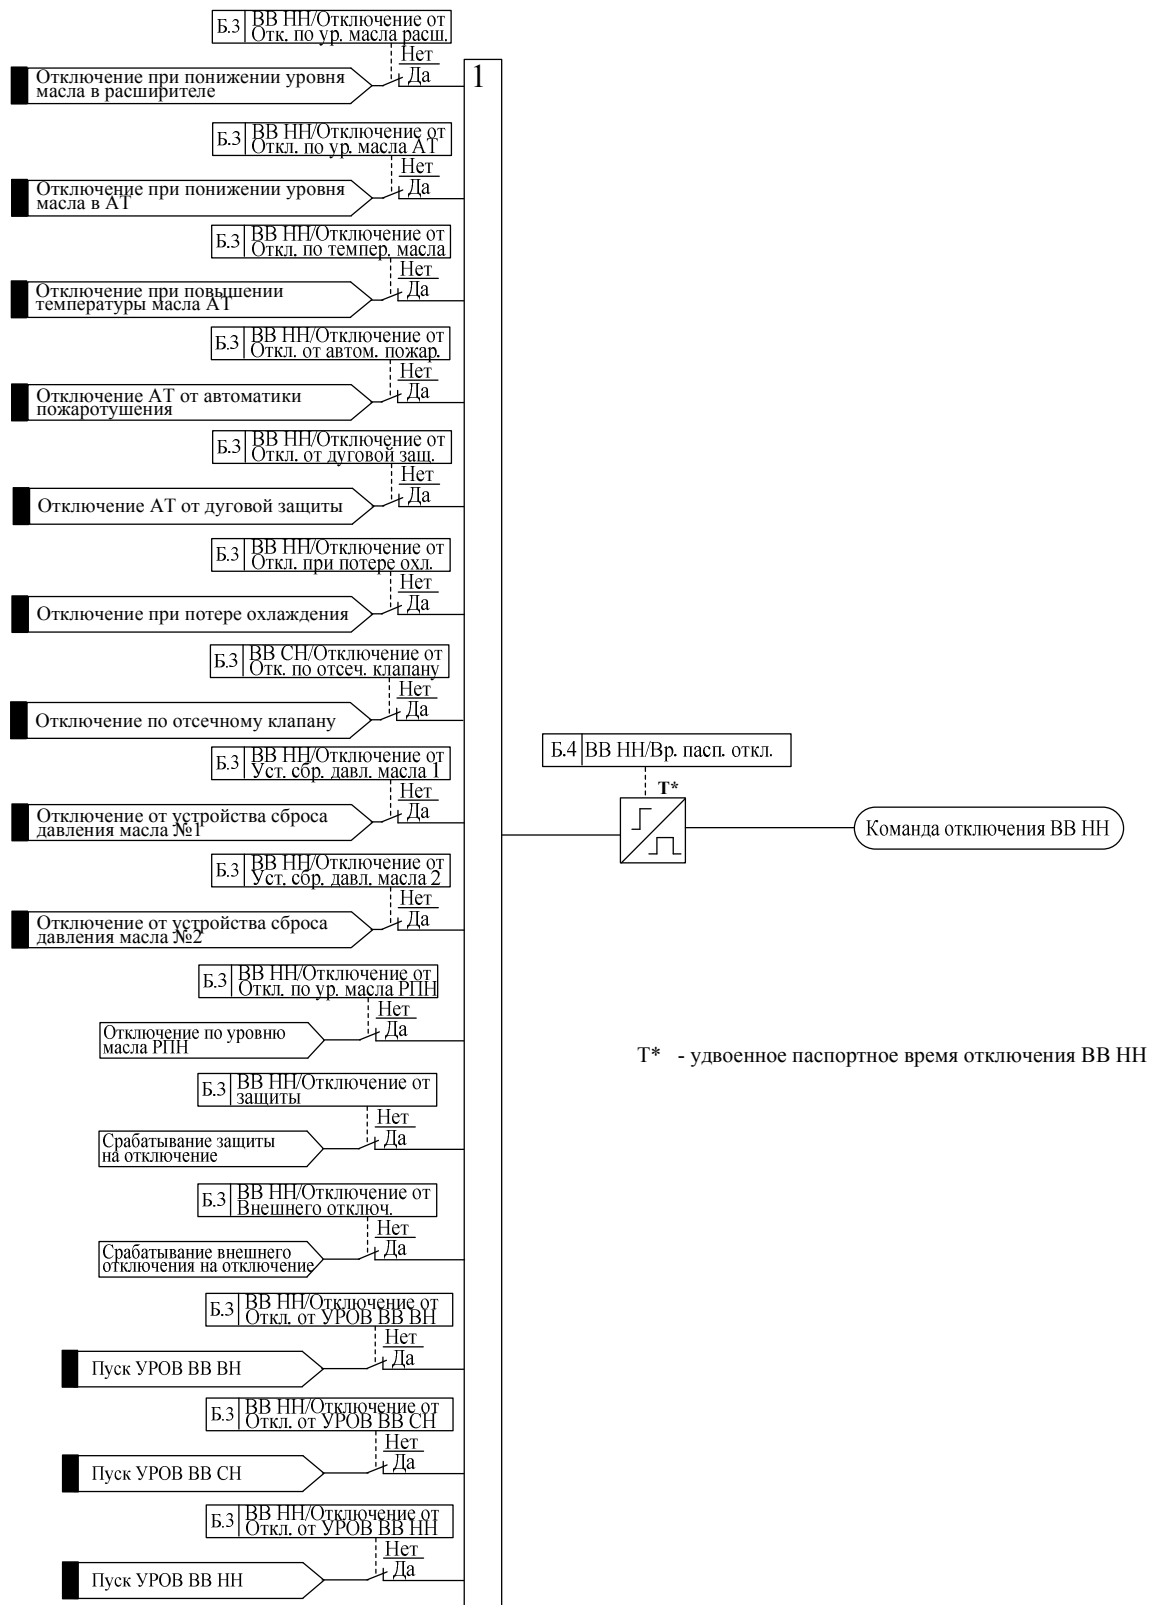 Б.3 ВВ НН/Отключение от
Отк. по ур. масла расш.
Нет
Да
1
Отключение при понижении уровня
масла в расширителе
Б.3 ВВ НН/Отключение от
Откл. по ур. масла АТ
Нет
Да
Отключение при понижении уровня
масла в АТ
Б.3 ВВ НН/Отключение от
Откл. по темпер. масла
Нет
Да
Отключение при повышении
температуры масла АТ
Б.3 ВВ НН/Отключение от
Откл. от автом. пожар.
Нет
Да
Отключение АТ от автоматики
пожаротушения
Б.3 ВВ НН/Отключение от
Откл. от дуговой защ.
Нет
Да
Отключение АТ от дуговой защиты
Б.3 ВВ НН/Отключение от
Откл. при потере охл.
Нет
Да
Отключение при потере охлаждения
Б.3 ВВ СН/Отключение от
Отк. по отсеч. клапану
Нет
Да
Отключение по отсечному клапану
Б.3 ВВ НН/Отключение от
Уст. сбр. давл. масла 1
Нет
Да
Отключение от устройства сброса
давления масла №1
Б.4 ВВ НН/Вр. пасп. откл.
Т*
Команда отключения ВВ НН
Б.3 ВВ НН/Отключение от
Уст. сбр. давл. масла 2
Нет
Да
Отключение от устройства сброса
давления масла №2
Б.3 ВВ НН/Отключение от
Откл. по ур. масла РПН
Нет
Да
Отключение по уровню
масла РПН
Т* - удвоенное паспортное время отключения ВВ НН
Б.3 ВВ НН/Отключение от
защиты
Нет
Да
Срабатывание защиты
на отключение
Б.3 ВВ НН/Отключение от
Внешнего отключ.
Нет
Да
Срабатывание внешнего
отключения на отключение
Б.3 ВВ НН/Отключение от
Откл. от УРОВ ВВ ВН
Нет
Да
Пуск УРОВ ВВ ВН
Б.3 ВВ НН/Отключение от
Откл. от УРОВ ВВ СН
Нет
Да
Пуск УРОВ ВВ СН
Б.3 ВВ НН/Отключение от
Откл. от УРОВ ВВ НН
Нет
Да
Пуск УРОВ ВВ НН